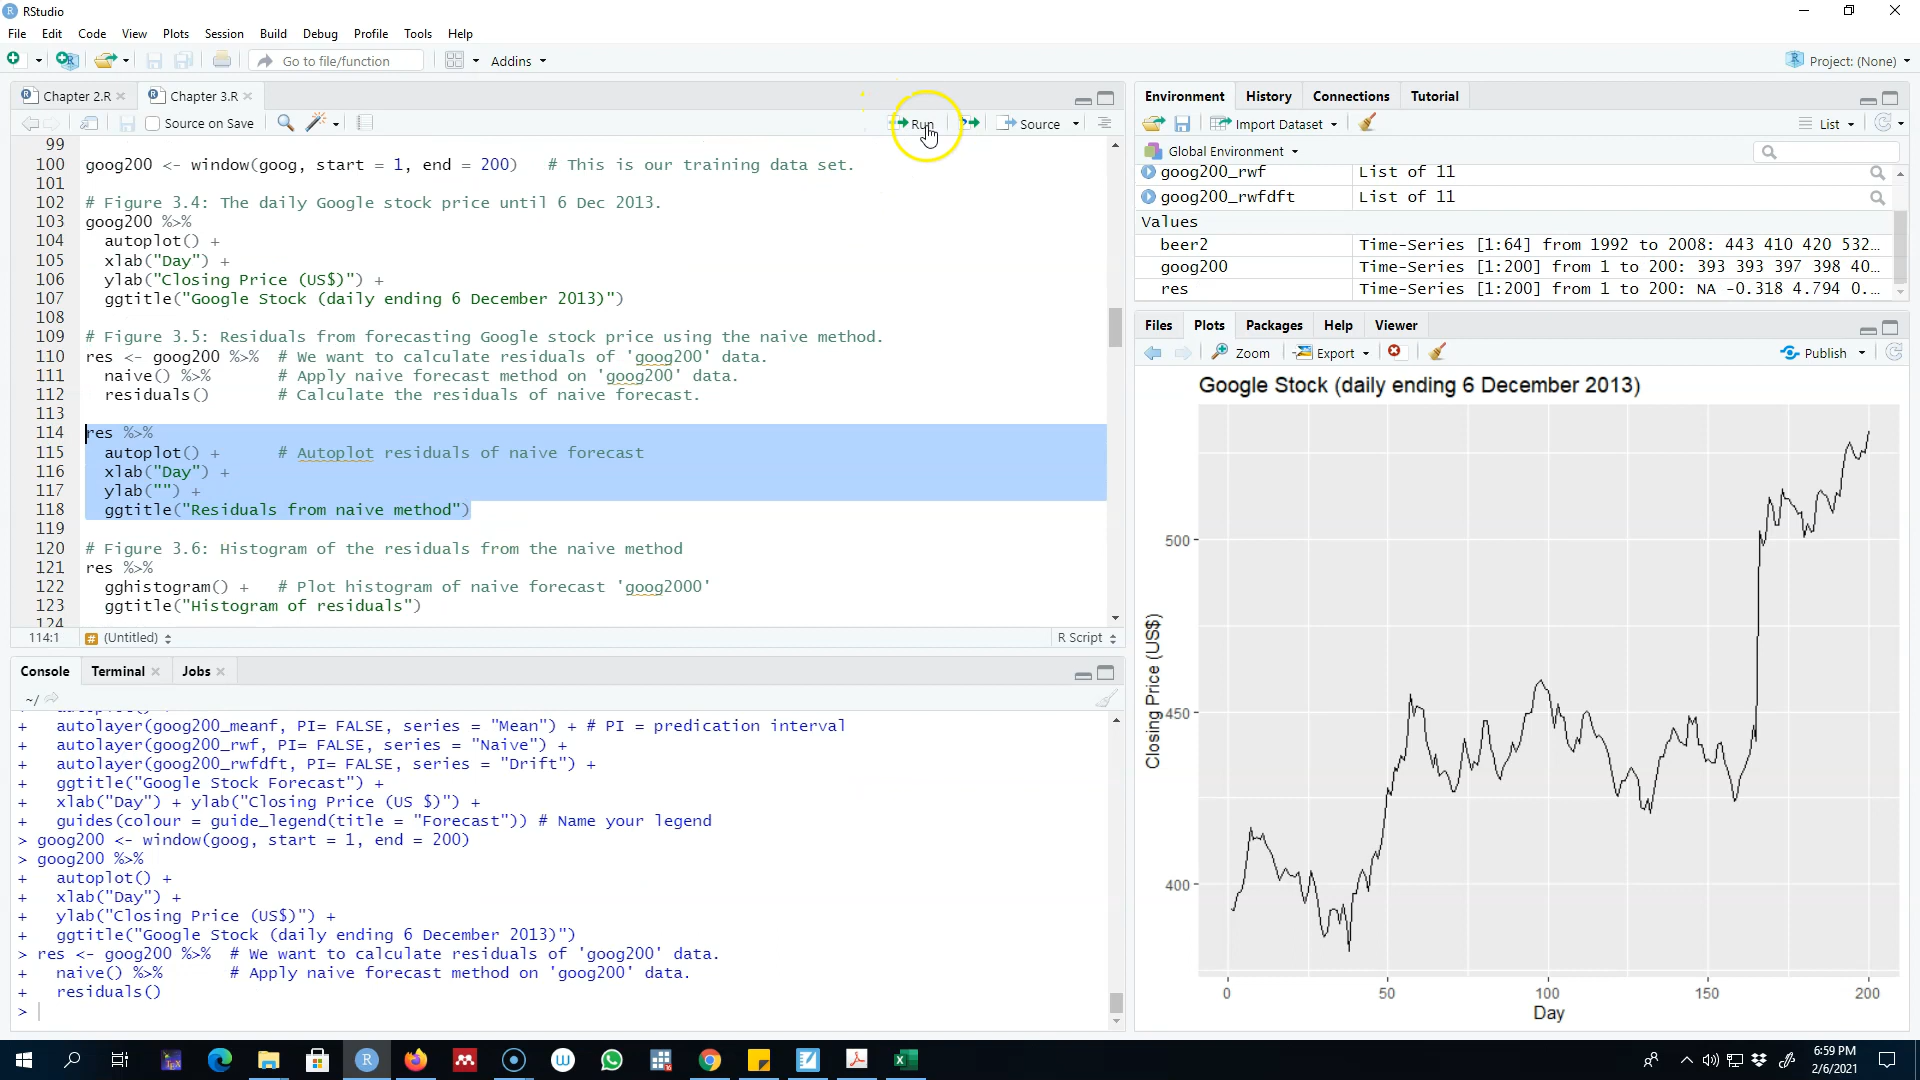 RStudio
File Edit Code View Plots Session Build Debug Profile Tools Help
Go to file/function Addins Project: (None)
Chapter 2.R Chapter 3.R
Source on Save Run Source
99
100 goog200 <- window(goog, start = 1, end = 200) # This is our training data set.
101
102 # Figure 3.4: The daily Google stock price until 6 Dec 2013.
103 goog200 %>%
104 autoplot() +
105 xlab("Day") +
106 ylab("Closing Price (US$)") +
107 ggtitle("Google Stock (daily ending 6 December 2013)")
108
109 # Figure 3.5: Residuals from forecasting Google stock price using the naive method.
110 res <- goog200 %>% # We want to calculate residuals of 'goog200' data.
111 naive() %>% # Apply naive forecast method on 'goog200' data.
112 residuals() # Calculate the residuals of naive forecast.
113
114 res %>%
115 autoplot() + # Autoplot residuals of naive forecast
116 xlab("Day") +
117 ylab("") +
118 ggtitle("Residuals from naive method")
119
120 # Figure 3.6: Histogram of the residuals from the naive method
121 res %>%
122 gghistogram() + # Plot histogram of naive forecast 'goog2000'
123 ggtitle("Histogram of residuals")
124
114:1 (Untitled) R Script
Console Terminal Jobs
~/
+ autolayer(goog200_meanf, PI= FALSE, series = "Mean") + # PI = predication interval
+ autolayer(goog200_rwf, PI= FALSE, series = "Naive") +
+ autolayer(goog200_rwfdft, PI= FALSE, series = "Drift") +
+ ggtitle("Google Stock Forecast") +
+ xlab("Day") + ylab("Closing Price (US $)") +
+ guides(colour = guide_legend(title = "Forecast")) # Name your legend
> goog200 <- window(goog, start = 1, end = 200)
> goog200 %>%
+ autoplot() +
+ xlab("Day") +
+ ylab("Closing Price (US$)") +
+ ggtitle("Google Stock (daily ending 6 December 2013)")
> res <- goog200 %>% # We want to calculate residuals of 'goog200' data.
+ naive() %>% # Apply naive forecast method on 'goog200' data.
+ residuals()
>
Environment History Connections Tutorial
Import Dataset List
Global Environment
goog200_rwf List of 11
goog200_rwfdft List of 11
Values
beer2 Time-Series [1:64] from 1992 to 2008: 443 410 420 532...
goog200 Time-Series [1:200] from 1 to 200: 393 393 397 398 40...
res Time-Series [1:200] from 1 to 200: NA -0.318 4.794 0....
Files Plots Packages Help Viewer
Zoom Export Publish
Google Stock (daily ending 6 December 2013)
500
450
400
Closing Price (US$)
0 50 100 150 200
Day
6:59 PM
2/6/2021